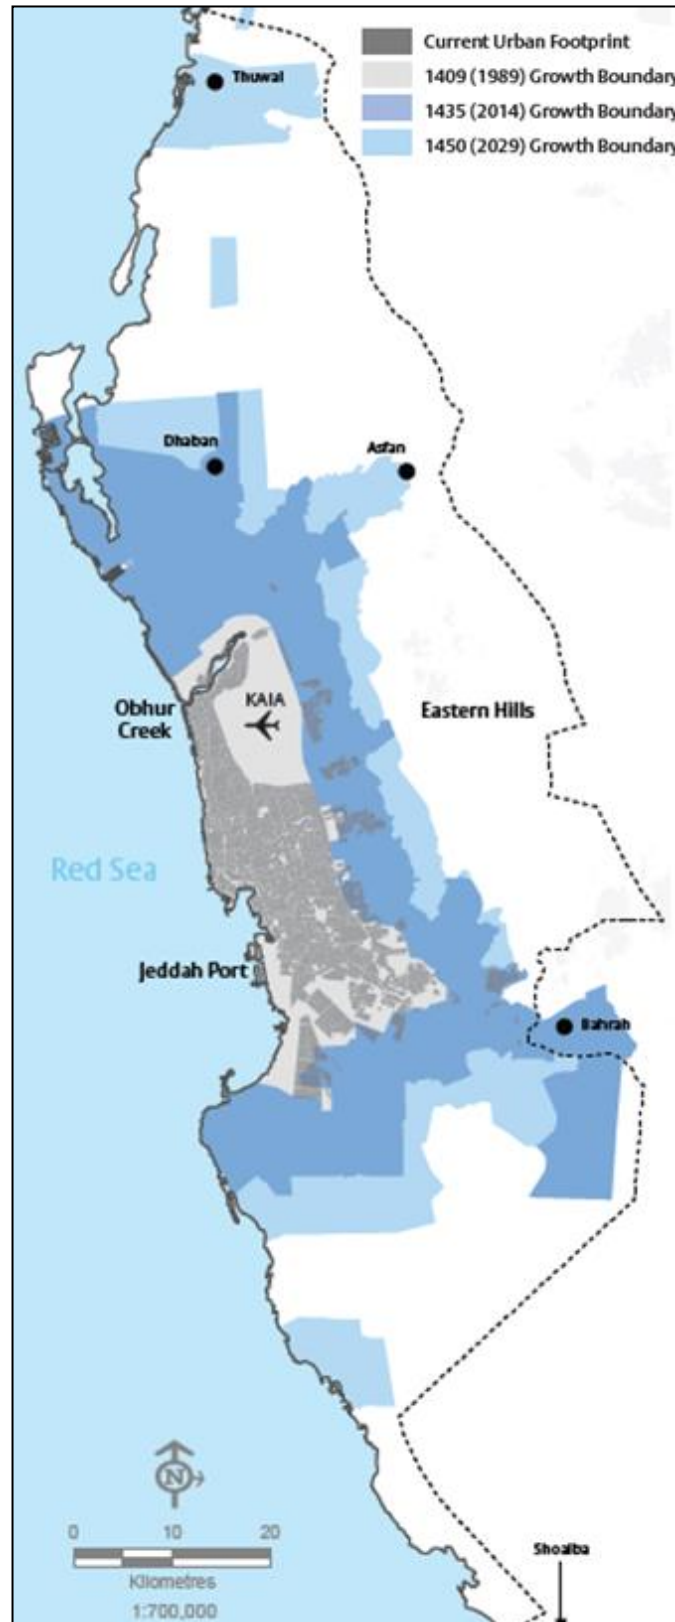 Current Urban Footprint
1409 (1989) Growth Boundary
1435 (2014) Growth Boundary
1450 (2029) Growth Boundary
Thuwal
Dhaban
Asfan
KAIA
Obhur
Creek
Eastern Hills
Red Sea
Jeddah Port
Bahrah
N
0 10 20
Kilometres
1:700,000
Shoaiba